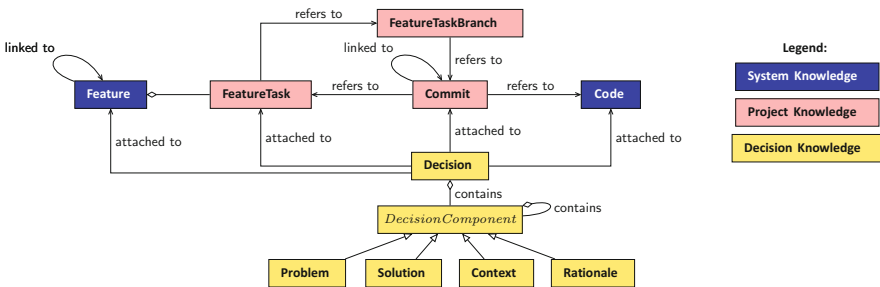 refers to
FeatureTaskBranch
linked to
linked to
refers to
Legend:
Feature
FeatureTask
refers to
Commit
refers to
Code
System Knowledge
Project Knowledge
Decision Knowledge
attached to
attached to
attached to
attached to
Decision
contains
DecisionComponent
contains
Problem
Solution
Context
Rationale